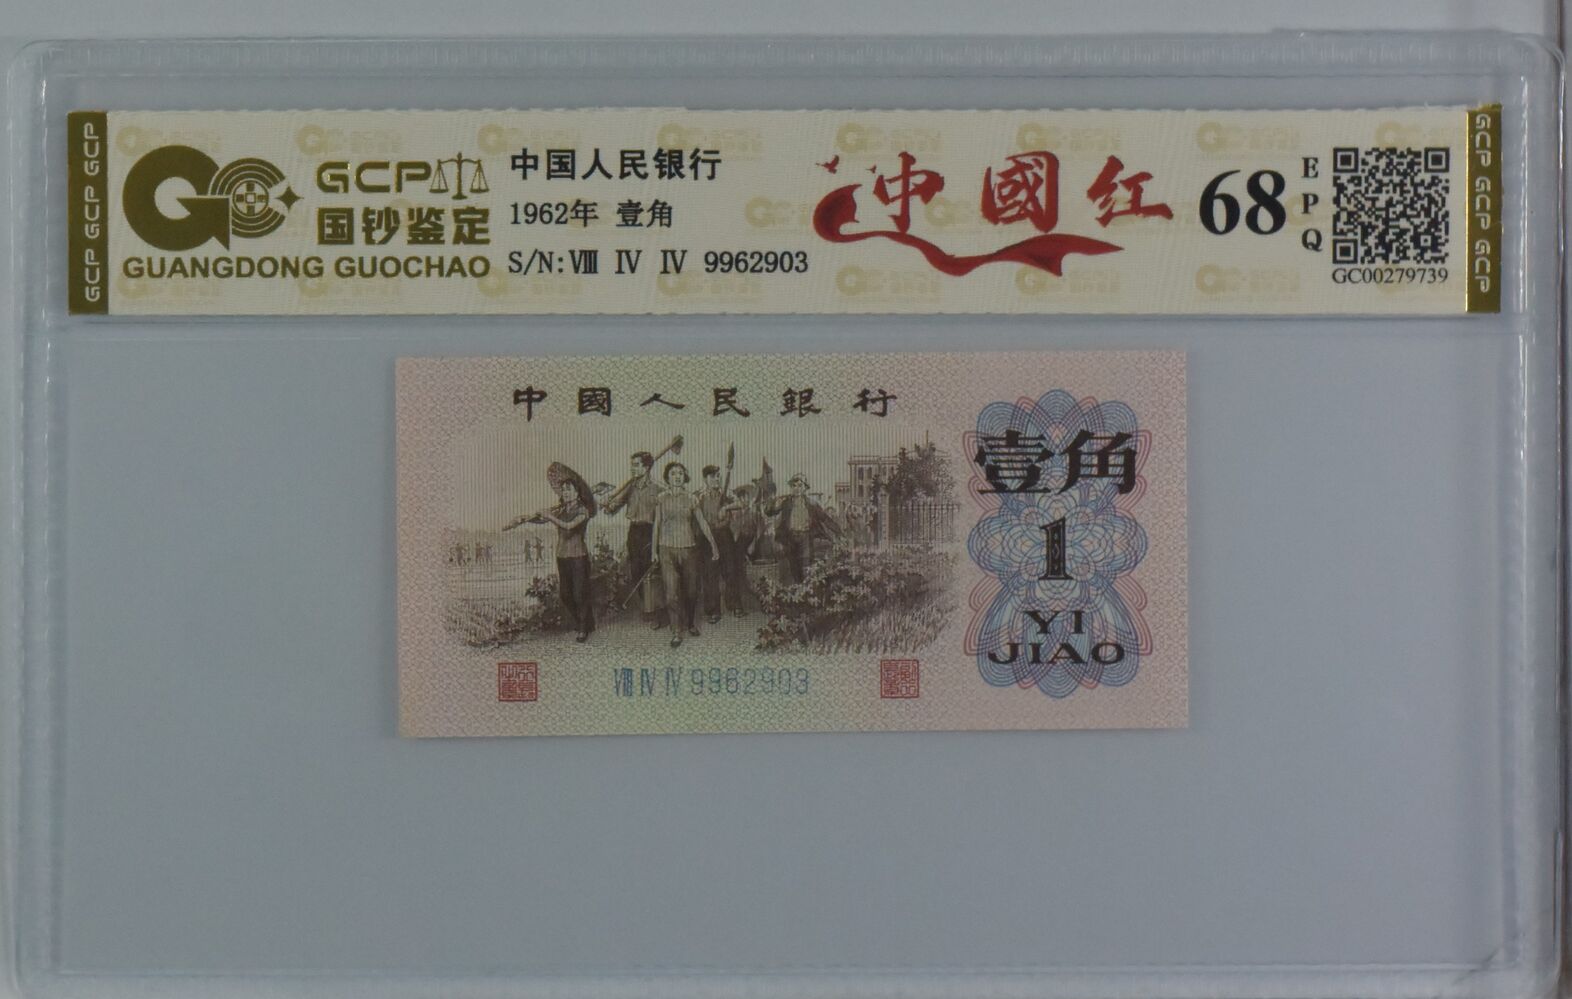 GCP GCP GCP
GCP
国钞鉴定
GUANGDONG GUOCHAO
中国人民银行
1962年 壹角
S/N:Ⅷ Ⅳ Ⅳ 9962903
中國红
68
EPQ
GC00279739
GCP GCP GCP
中國人民銀行
壹角
1
YI
JIAO
Ⅷ Ⅳ Ⅳ 9962903